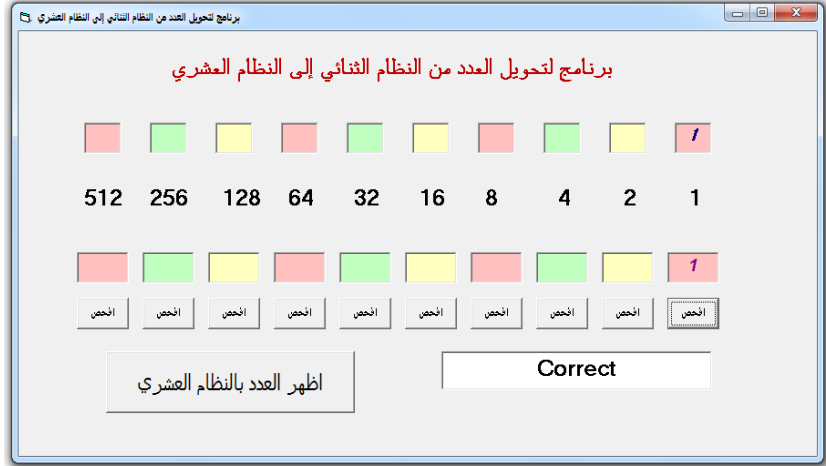 برنامج لتحويل العدد من النظام الثنائي إلى النظام العشري
برنامج لتحويل العدد من النظام الثنائي إلى النظام العشري
1
512 256 128 64 32 16 8 4 2 1
1
افحص افحص افحص افحص افحص افحص افحص افحص افحص افحص
اظهر العدد بالنظام العشري
Correct